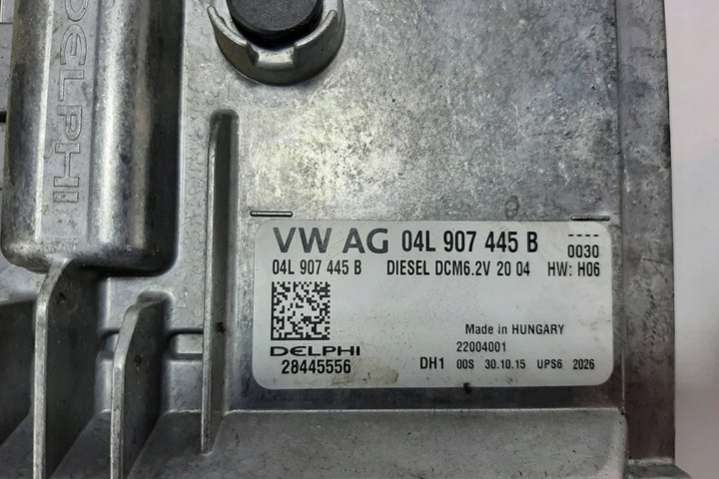 DELPHI
VW AG 04L 907 445 B ----
0030
04L 907 445 B DIESEL DCM6.2V 20 04 HW: H06
Made in HUNGARY
DELPHI 22004001
28445556 DH1 00S 30.10.15 UPS6 2026